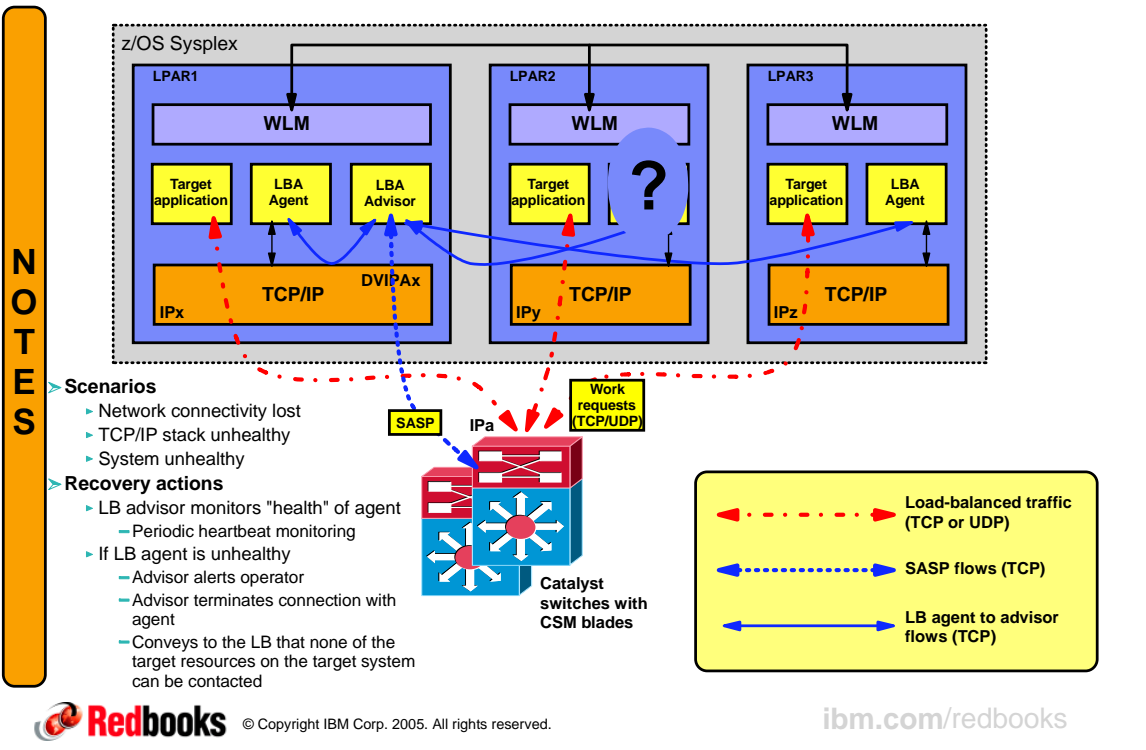 N
O
T
E
S
z/OS Sysplex
LPAR1
WLM
Target
application
LBA
Agent
LBA
Advisor
DVIPAx
TCP/IP
IPx
LPAR2
WLM
Target
application
?
TCP/IP
IPy
LPAR3
WLM
Target
application
LBA
Agent
TCP/IP
IPz
Scenarios
Network connectivity lost
TCP/IP stack unhealthy
System unhealthy
Recovery actions
LB advisor monitors "health" of agent
Periodic heartbeat monitoring
If LB agent is unhealthy
Advisor alerts operator
Advisor terminates connection with
agent
Conveys to the LB that none of the
target resources on the target system
can be contacted
SASP
IPa
Work
requests
(TCP/UDP)
Catalyst
switches with
CSM blades
Load-balanced traffic
(TCP or UDP)
SASP flows (TCP)
LB agent to advisor
flows (TCP)
Redbooks
© Copyright IBM Corp. 2005. All rights reserved.
ibm.com/redbooks